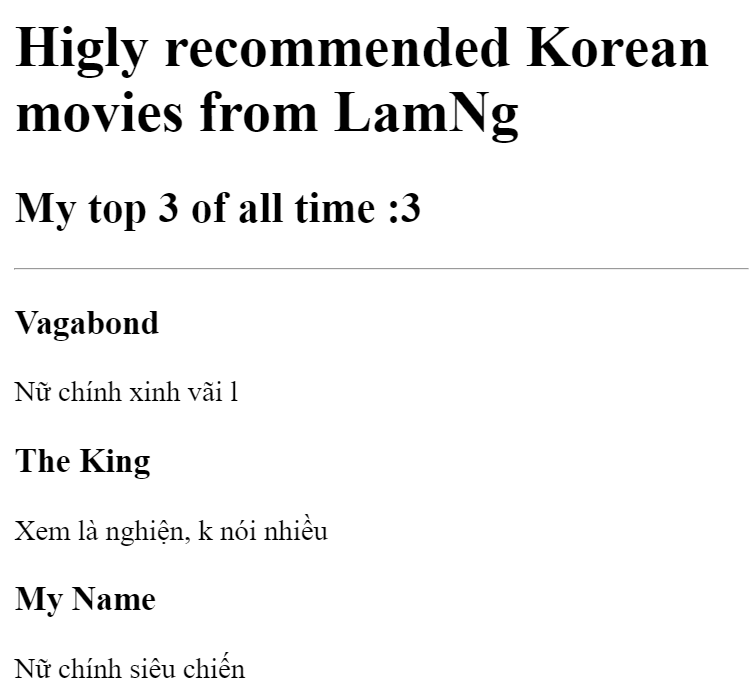 Higly recommended Korean
movies from LamNg
My top 3 of all time :3
Vagabond
Nữ chính xinh vãi l
The King
Xem là nghiện, k nói nhiều
My Name
Nữ chính siêu chiến